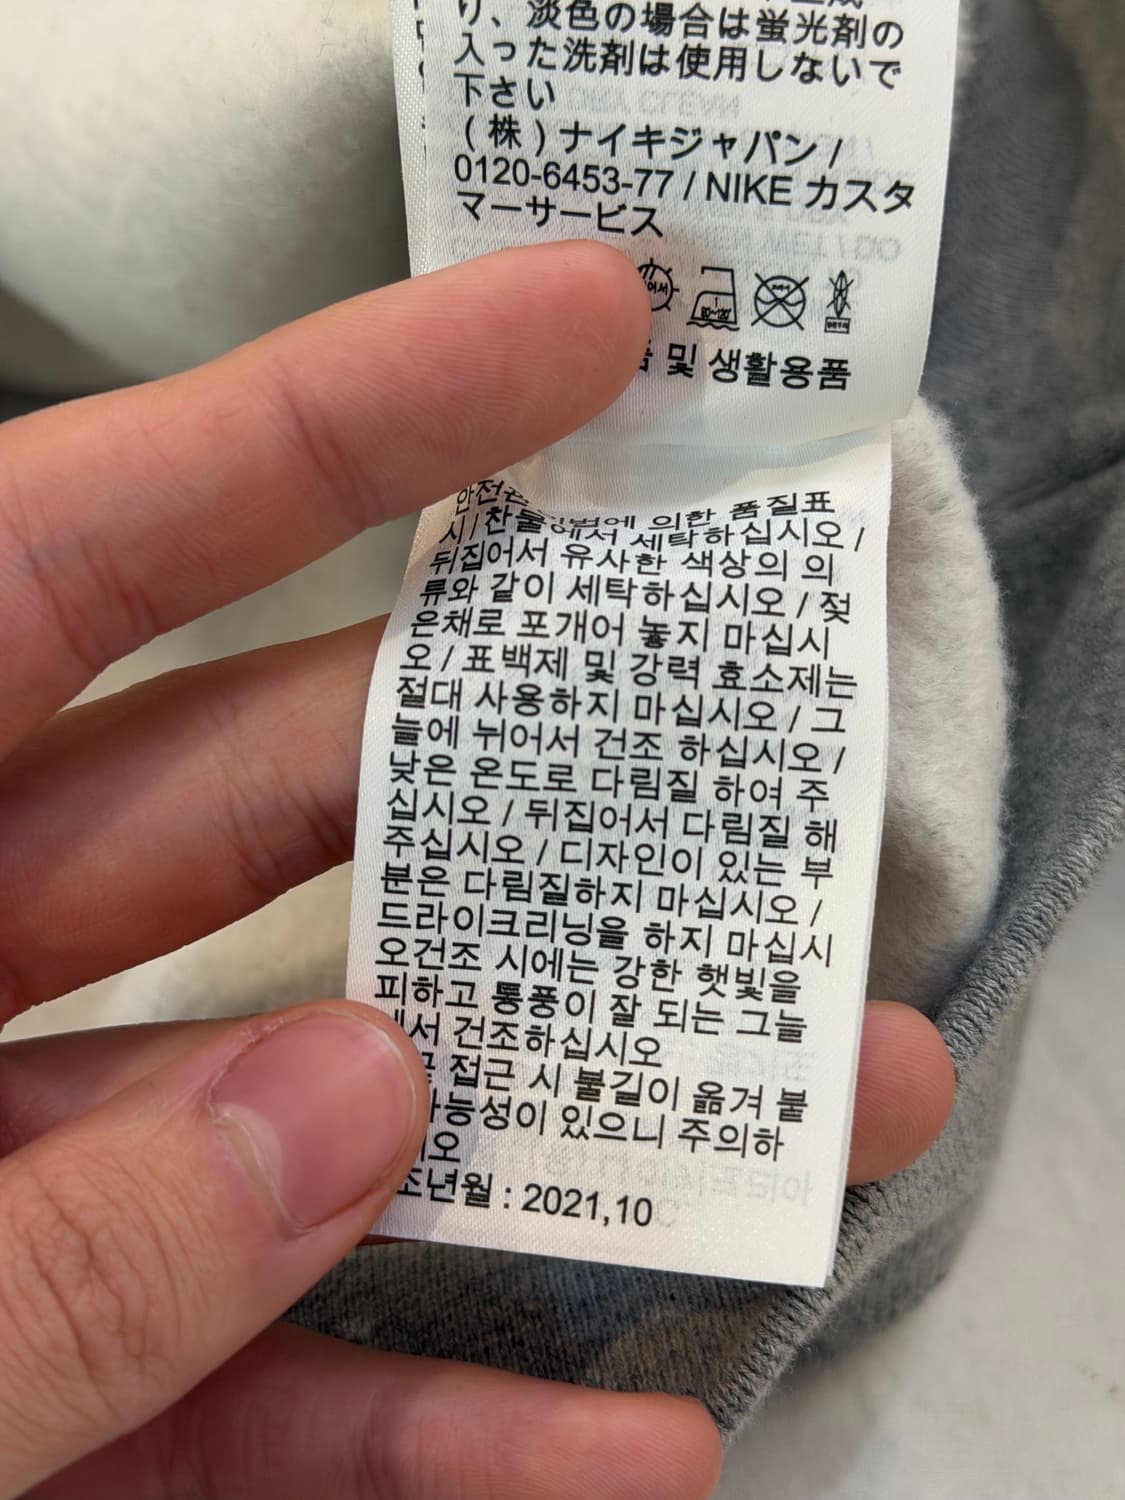 り、淡色の場合は蛍光剤の
入った洗剤は使用しないで
下さい
(株)ナイキジャパン /
0120-6453-77 / NIKE カスタ
マーサービス
80~120
및 생활용품
의한 품질표
시/찬물에서 세탁하십시오 /
뒤집어서 유사한 색상의 의
류와 같이 세탁하십시오 / 젖
은채로 포개어 놓지 마십시
오 / 표백제 및 강력 효소제는
절대 사용하지 마십시오 / 그
늘에 뉘어서 건조 하십시오 /
낮은 온도로 다림질 하여 주
십시오 / 뒤집어서 다림질 해
주십시오 / 디자인이 있는 부
분은 다림질하지 마십시오 /
드라이크리닝을 하지 마십시
오건조 시에는 강한 햇빛을
피하고 통풍이 잘 되는 그늘
에서 건조하십시오
접근 시 불길이 옮겨 붙
가능성이 있으니 주의하
시오
조년월 : 2021,10